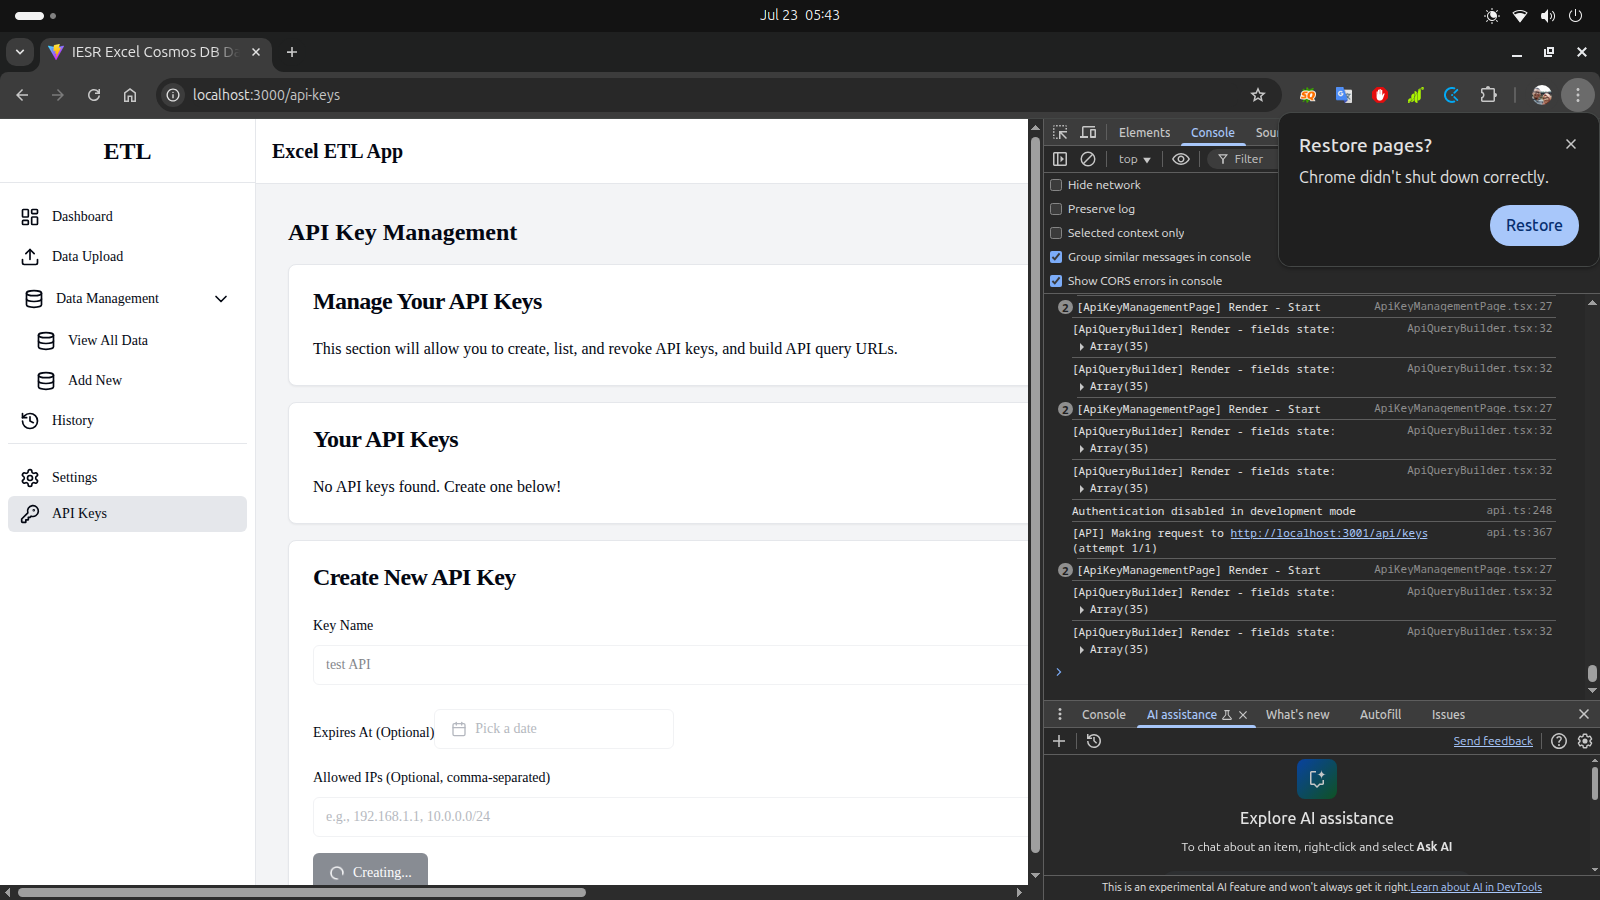 Jul 23 05:43
IESR Excel Cosmos DB Da
localhost:3000/api-keys
ETL
Dashboard
Data Upload
Data Management
View All Data
Add New
History
Settings
API Keys
Excel ETL App
API Key Management
Manage Your API Keys
This section will allow you to create, list, and revoke API keys, and build API query URLs.
Your API Keys
No API keys found. Create one below!
Create New API Key
Key Name
test API
Expires At (Optional)
Pick a date
Allowed IPs (Optional, comma-separated)
e.g., 192.168.1.1, 10.0.0.0/24
Creating...
Elements Console Sou
top Filter
Restore pages?
Chrome didn't shut down correctly.
Restore
Hide network
Preserve log
Selected context only
Group similar messages in console
Show CORS errors in console
2 [ApiKeyManagementPage] Render - Start ApiKeyManagementPage.tsx:27
[ApiQueryBuilder] Render - fields state: ApiQueryBuilder.tsx:32
Array(35)
[ApiQueryBuilder] Render - fields state: ApiQueryBuilder.tsx:32
Array(35)
2 [ApiKeyManagementPage] Render - Start ApiKeyManagementPage.tsx:27
[ApiQueryBuilder] Render - fields state: ApiQueryBuilder.tsx:32
Array(35)
[ApiQueryBuilder] Render - fields state: ApiQueryBuilder.tsx:32
Array(35)
Authentication disabled in development mode api.ts:248
[API] Making request to http://localhost:3001/api/keys api.ts:367
(attempt 1/1)
2 [ApiKeyManagementPage] Render - Start ApiKeyManagementPage.tsx:27
[ApiQueryBuilder] Render - fields state: ApiQueryBuilder.tsx:32
Array(35)
[ApiQueryBuilder] Render - fields state: ApiQueryBuilder.tsx:32
Array(35)
Console AI assistance What's new Autofill Issues
Send feedback
Explore AI assistance
To chat about an item, right-click and select Ask AI
This is an experimental AI feature and won't always get it right. Learn about AI in DevTools